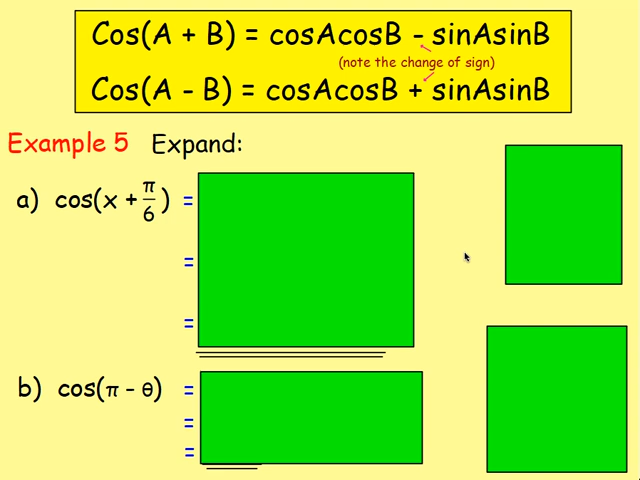 Cos(A + B) = cosAcosB - sinAsinB
(note the change of sign)
Cos(A - B) = cosAcosB + sinAsinB
Example 5 Expand:
a) cos(x + π/6) =
=
=
b) cos(π - θ) =
=
=